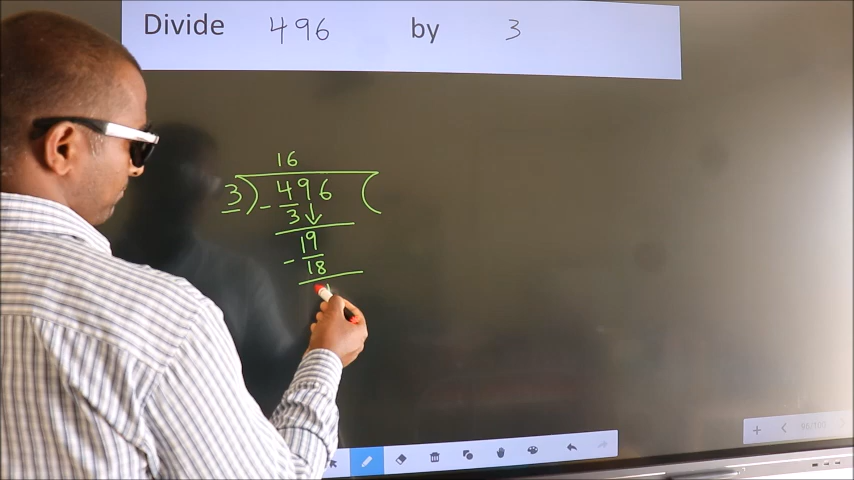 Divide 496 by 3
16
3) 496 (
- 3
19
- 18